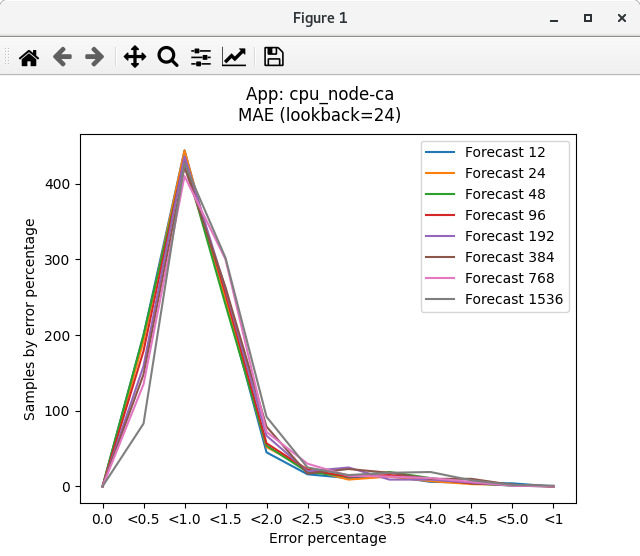 Figure 1
App: cpu_node-ca
MAE (lookback=24)
Samples by error percentage
400
300
200
100
0
Forecast 12
Forecast 24
Forecast 48
Forecast 96
Forecast 192
Forecast 384
Forecast 768
Forecast 1536
0.0 <0.5 <1.0 <1.5 <2.0 <2.5 <3.0 <3.5 <4.0 <4.5 <5.0 <1
Error percentage